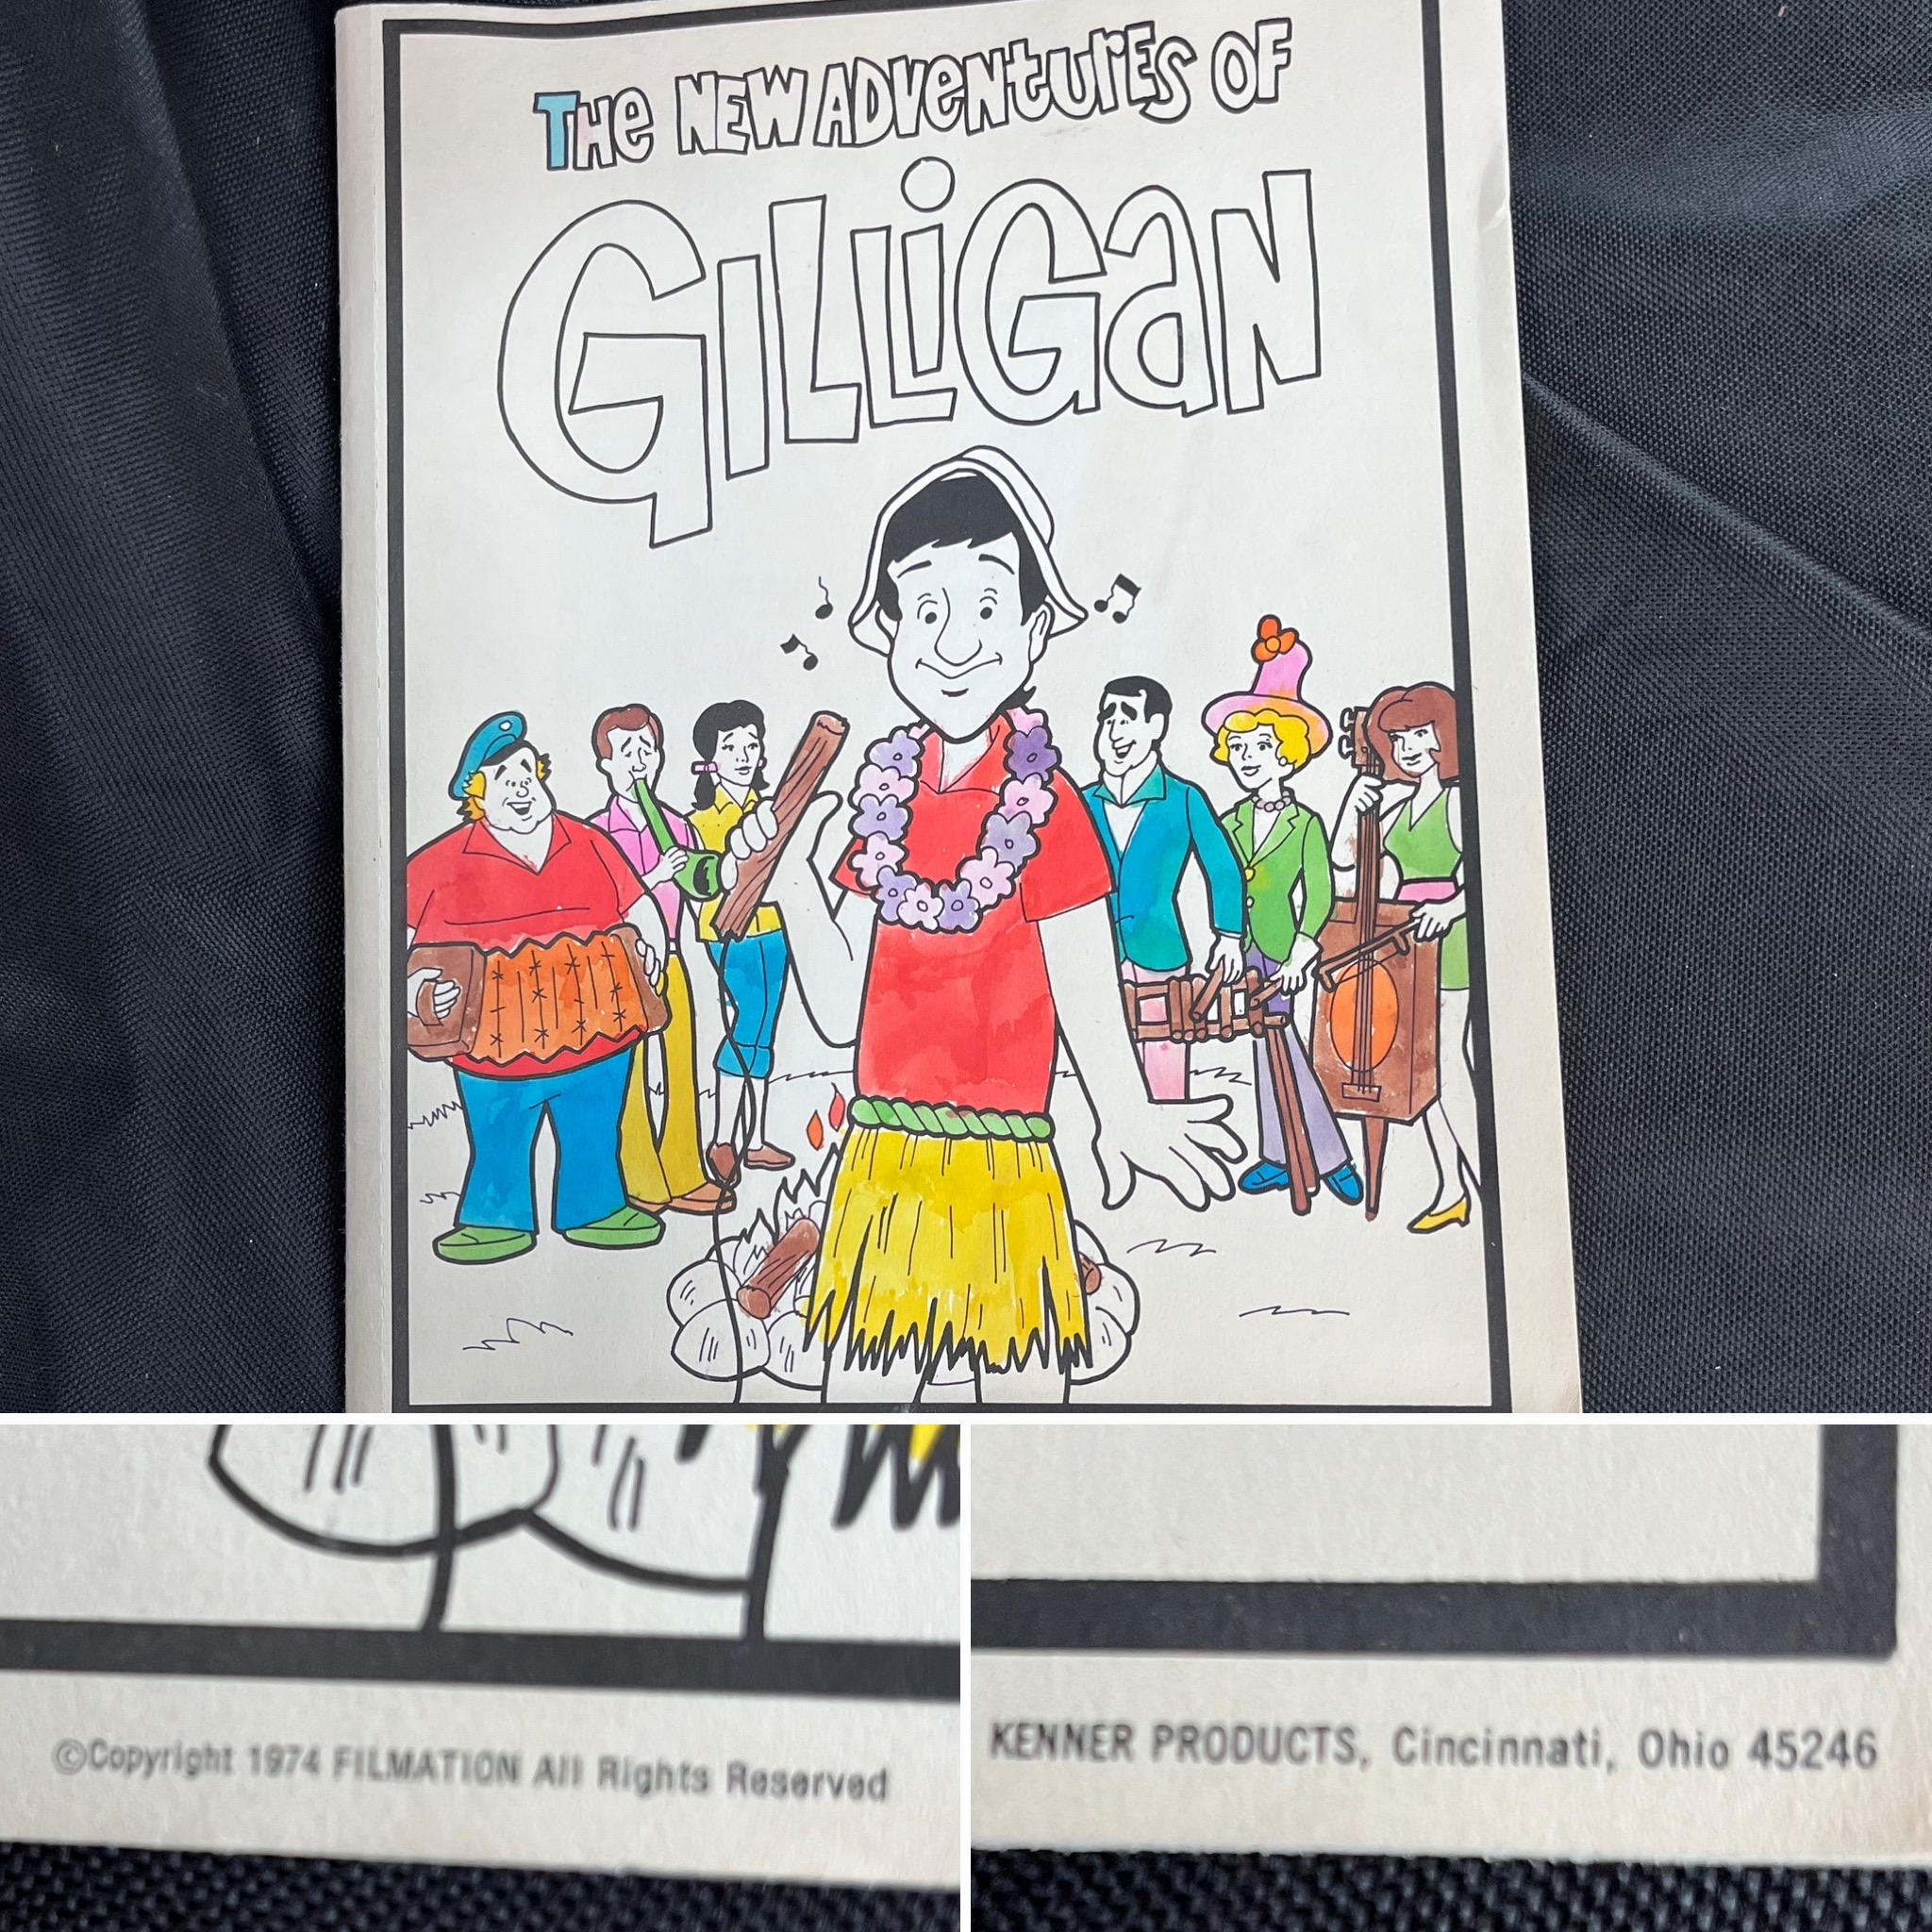 THE NEW ADVENTURES OF
GILLIGAN
©Copyright 1974 FILMATION All Rights Reserved
KENNER PRODUCTS, Cincinnati, Ohio 45246